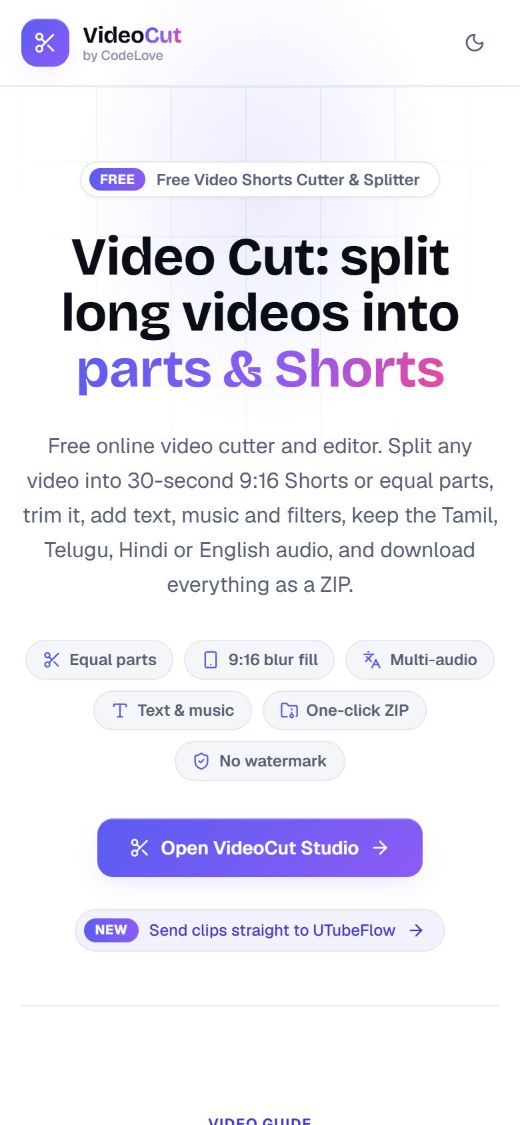 VideoCut
by CodeLove
FREE Free Video Shorts Cutter & Splitter
Video Cut: split
long videos into
parts & Shorts
Free online video cutter and editor. Split any
video into 30-second 9:16 Shorts or equal parts,
trim it, add text, music and filters, keep the Tamil,
Telugu, Hindi or English audio, and download
everything as a ZIP.
Equal parts
9:16 blur fill
Multi-audio
Text & music
One-click ZIP
No watermark
Open VideoCut Studio →
NEW Send clips straight to UTubeFlow →
VIDEO GUIDE